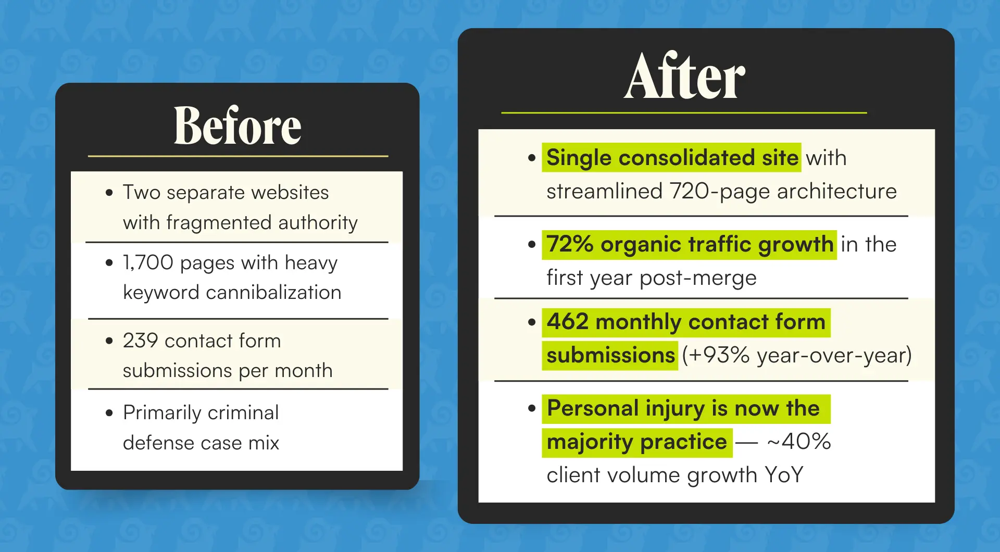 Before
• Two separate websites
with fragmented authority
• 1,700 pages with heavy
keyword cannibalization
• 239 contact form
submissions per month
• Primarily criminal
defense case mix
After
• Single consolidated site with
streamlined 720-page architecture
• 72% organic traffic growth in the
first year post-merge
• 462 monthly contact form
submissions (+93% year-over-year)
• Personal injury is now the
majority practice — ~40%
client volume growth YoY